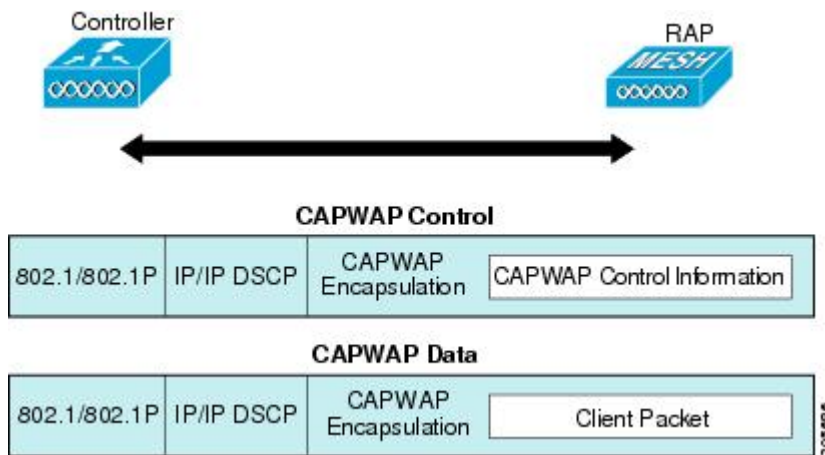 Controller
RAP
MESH
CAPWAP Control
802.1/802.1P IP/IP DSCP CAPWAP Encapsulation CAPWAP Control Information
CAPWAP Data
802.1/802.1P IP/IP DSCP CAPWAP Encapsulation Client Packet